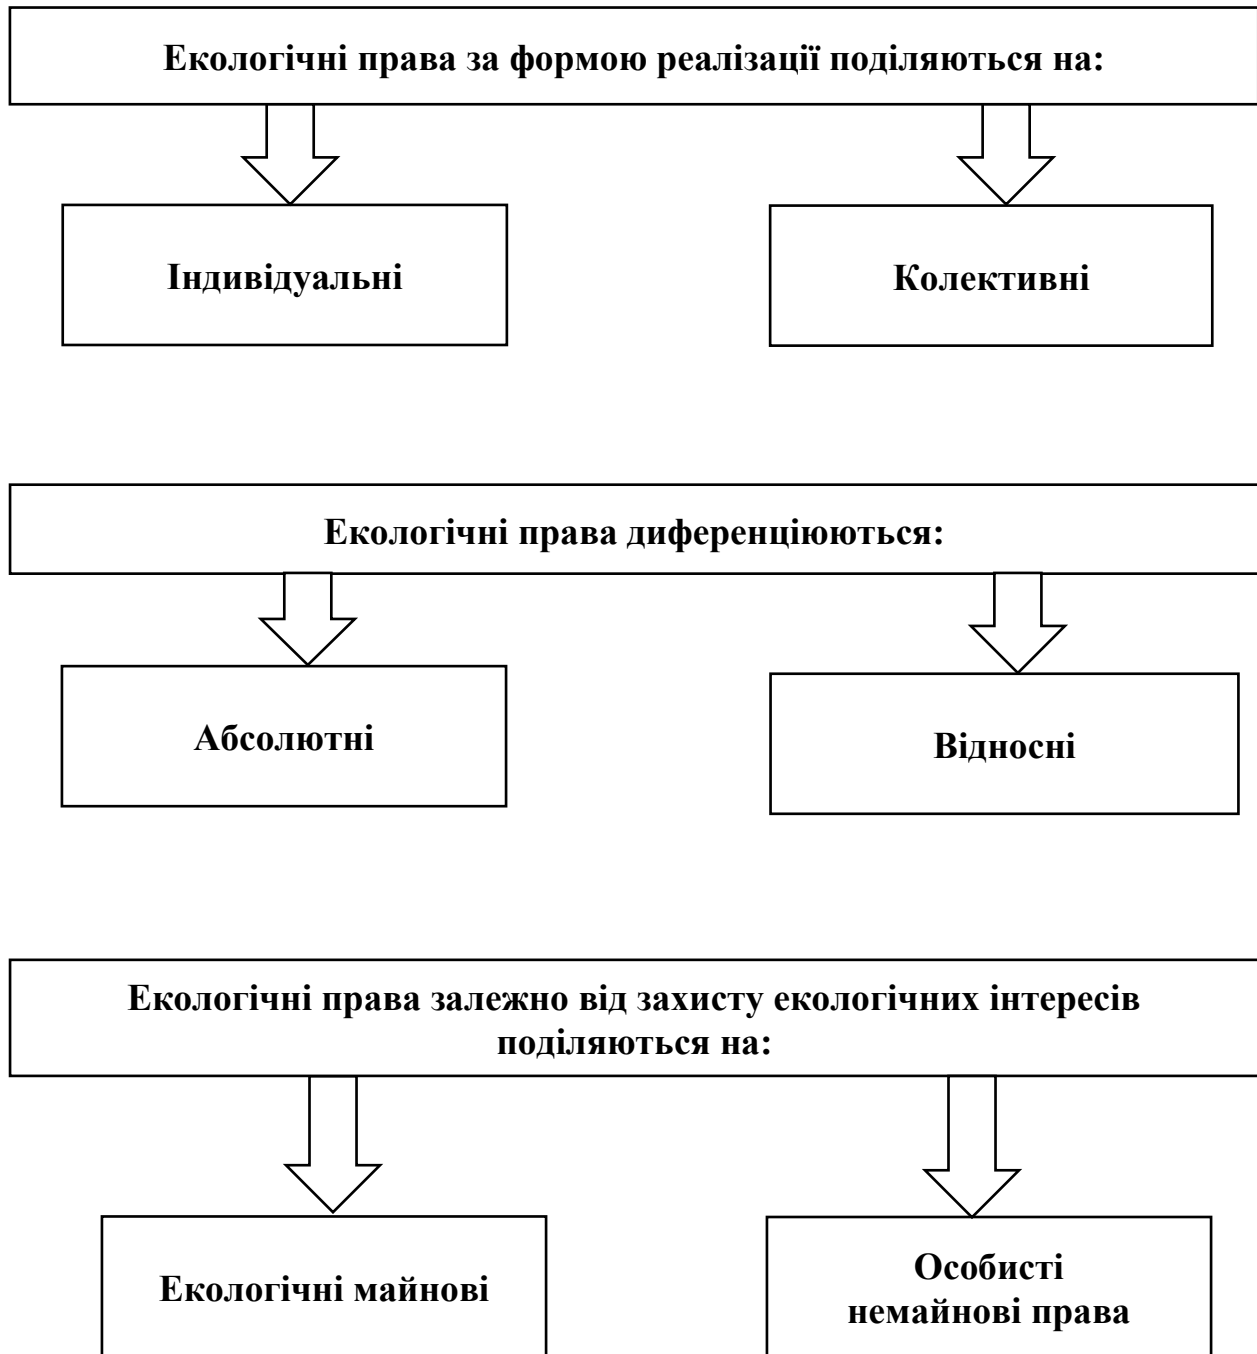 Екологічні права за формою реалізації поділяються на:
Індивідуальні
Колективні
Екологічні права диференціюються:
Абсолютні
Відносні
Екологічні права залежно від захисту екологічних інтересів
поділяються на:
Екологічні майнові
Особисті
немайнові права